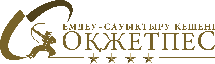 ЕМДЕУ-САУЫҚТЫРУ КЕШЕНІ
ОҚЖЕТПЕС